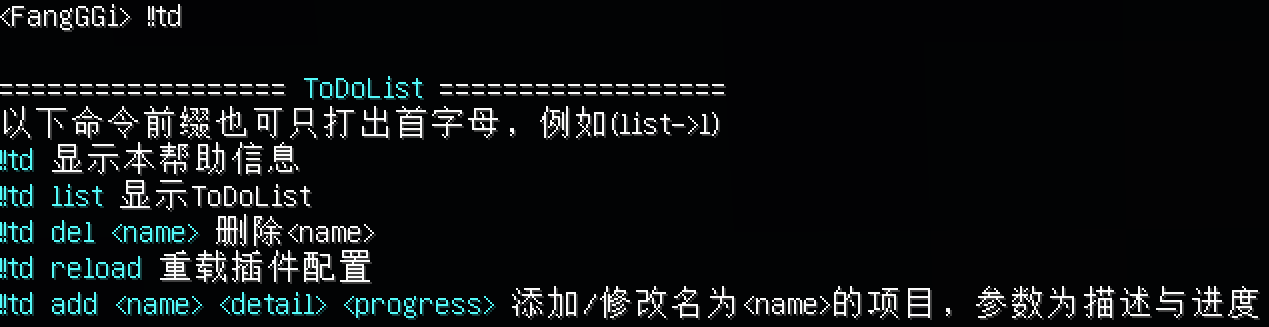 <FangGGi> !!td
================== ToDoList ==================
以下命令前缀也可只打出首字母，例如(list->l)
!!td 显示本帮助信息
!!td list 显示ToDoList
!!td del <name> 删除<name>
!!td reload 重载插件配置
!!td add <name> <detail> <progress> 添加/修改名为<name>的项目，参数为描述与进度